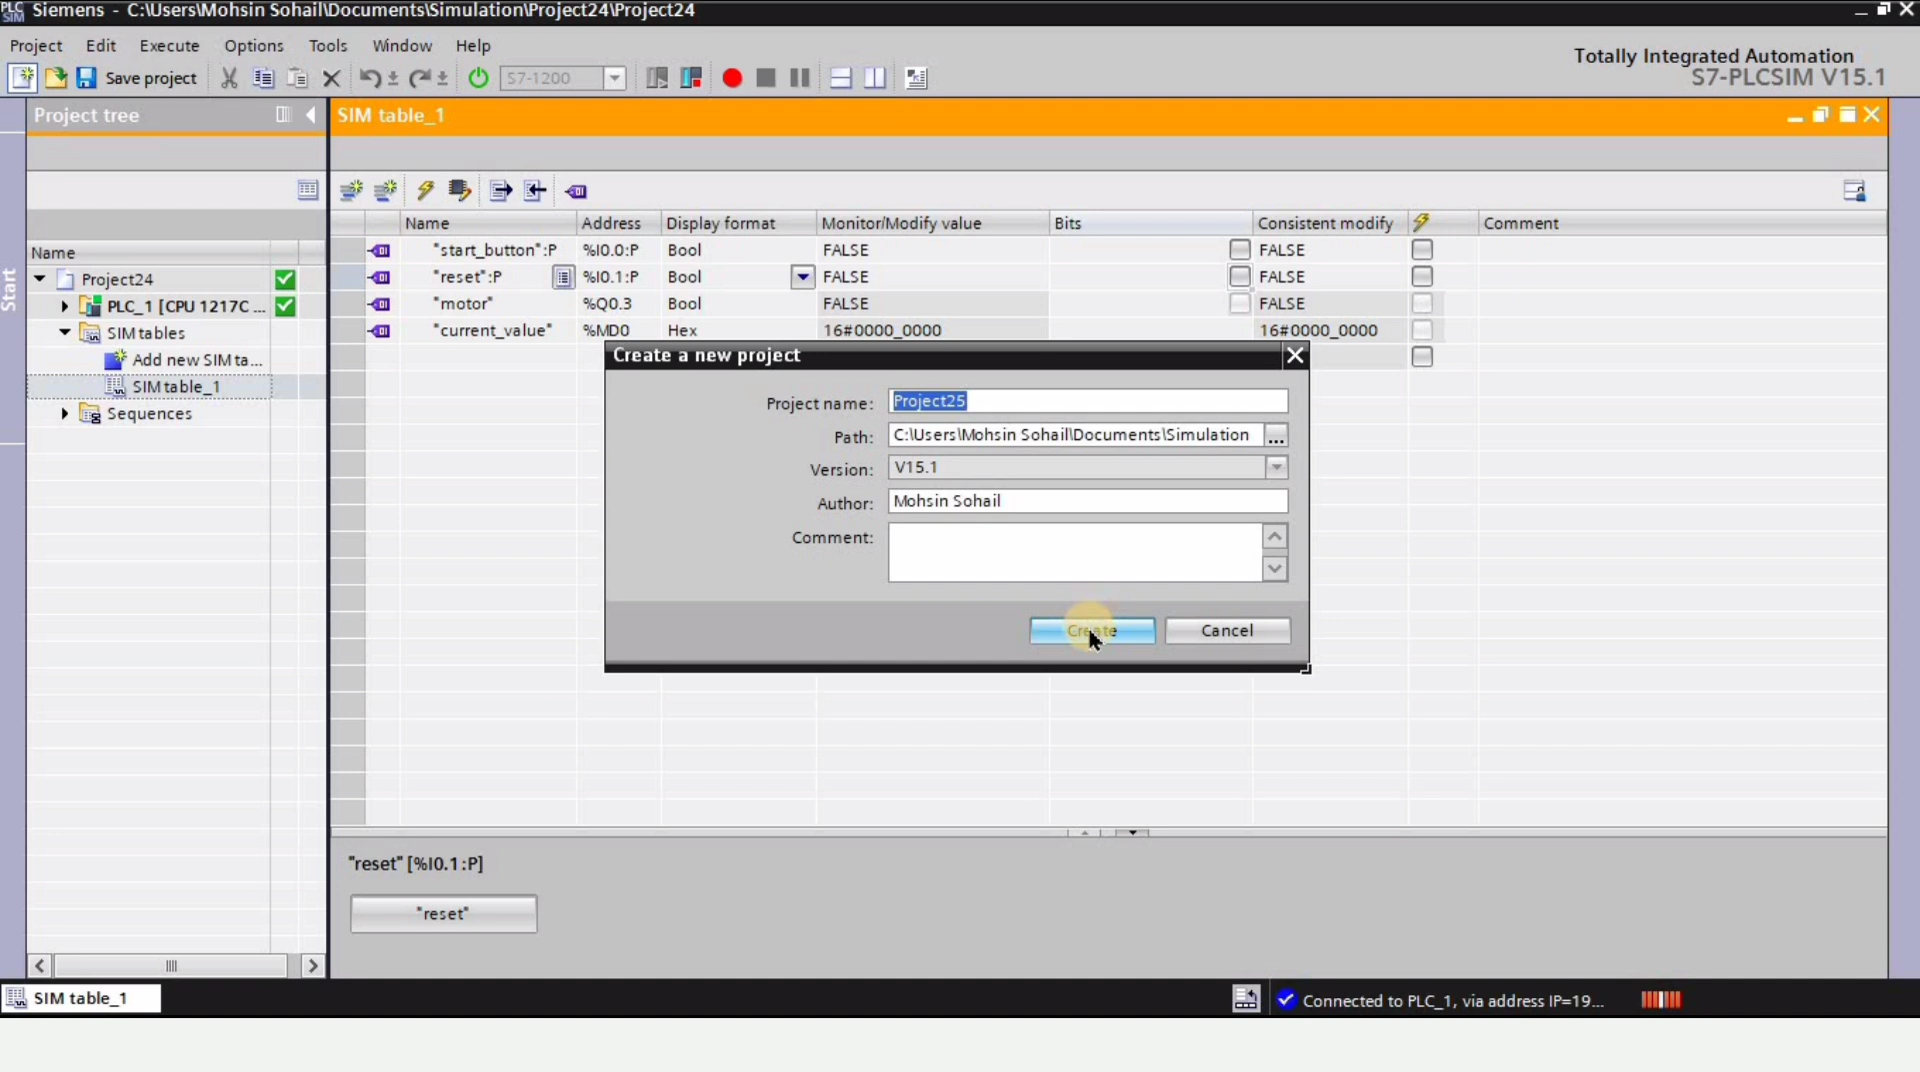 PLC SIM Siemens - C:\Users\Mohsin Sohail\Documents\Simulation\Project24\Project24
Project Edit Execute Options Tools Window Help
Totally Integrated Automation
S7-PLCSIM V15.1
Save project S7-1200
Project tree
SIM table_1
Name Address Display format Monitor/Modify value Bits Consistent modify Comment
"start_button":P %I0.0:P Bool FALSE FALSE
"reset":P %I0.1:P Bool FALSE FALSE
"motor" %Q0.3 Bool FALSE FALSE
"current_value" %MD0 Hex 16#0000_0000 16#0000_0000
Start
Name
Project24
PLC_1 [CPU 1217C ...
SIM tables
Add new SIM ta...
SIM table_1
Sequences
Create a new project
Project name: Project25
Path: C:\Users\Mohsin Sohail\Documents\Simulation ...
Version: V15.1
Author: Mohsin Sohail
Comment:
Create Cancel
"reset" [%I0.1:P]
"reset"
SIM table_1
Connected to PLC_1, via address IP=19...